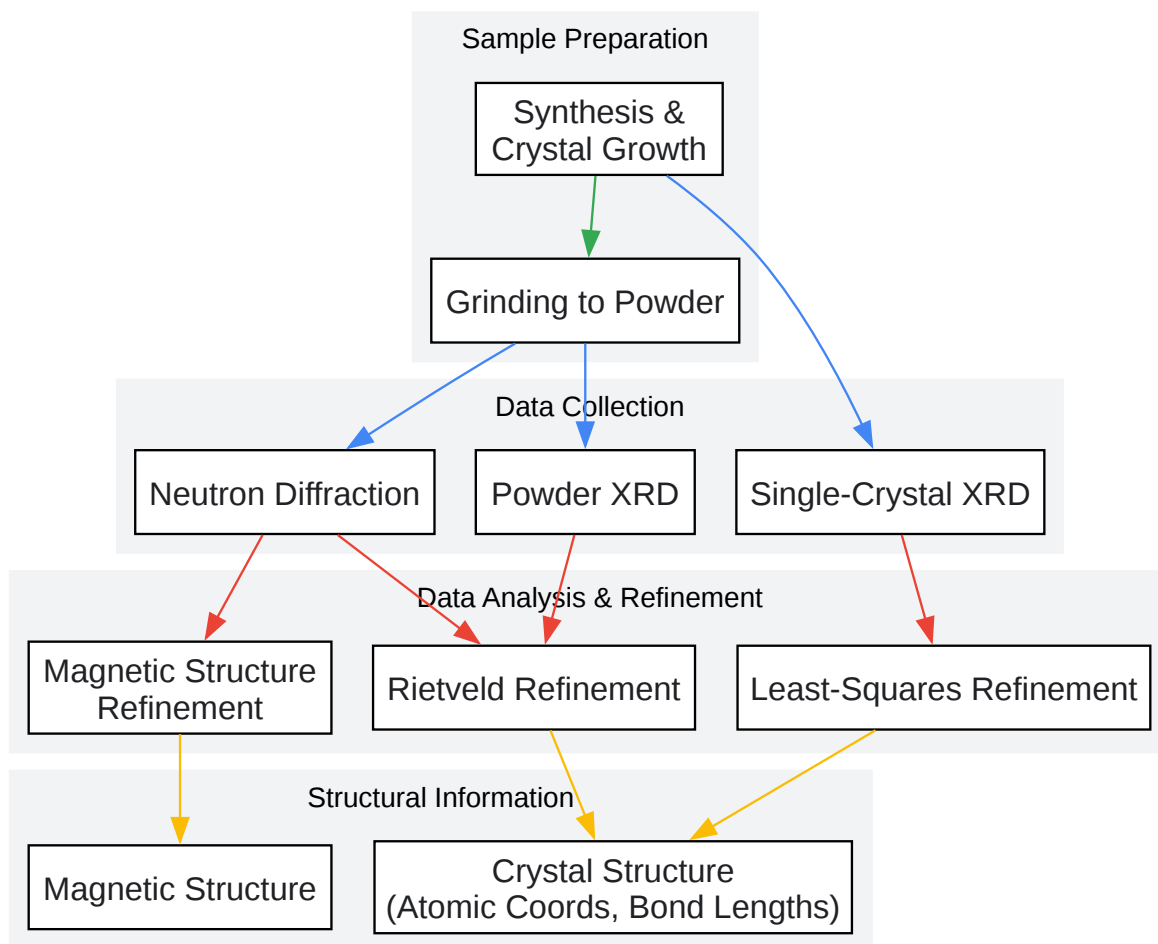 Sample Preparation
Synthesis &
Crystal Growth
Grinding to Powder
Data Collection
Neutron Diffraction
Powder XRD
Single-Crystal XRD
Data Analysis & Refinement
Magnetic Structure
Refinement
Rietveld Refinement
Least-Squares Refinement
Structural Information
Magnetic Structure
Crystal Structure
(Atomic Coords, Bond Lengths)